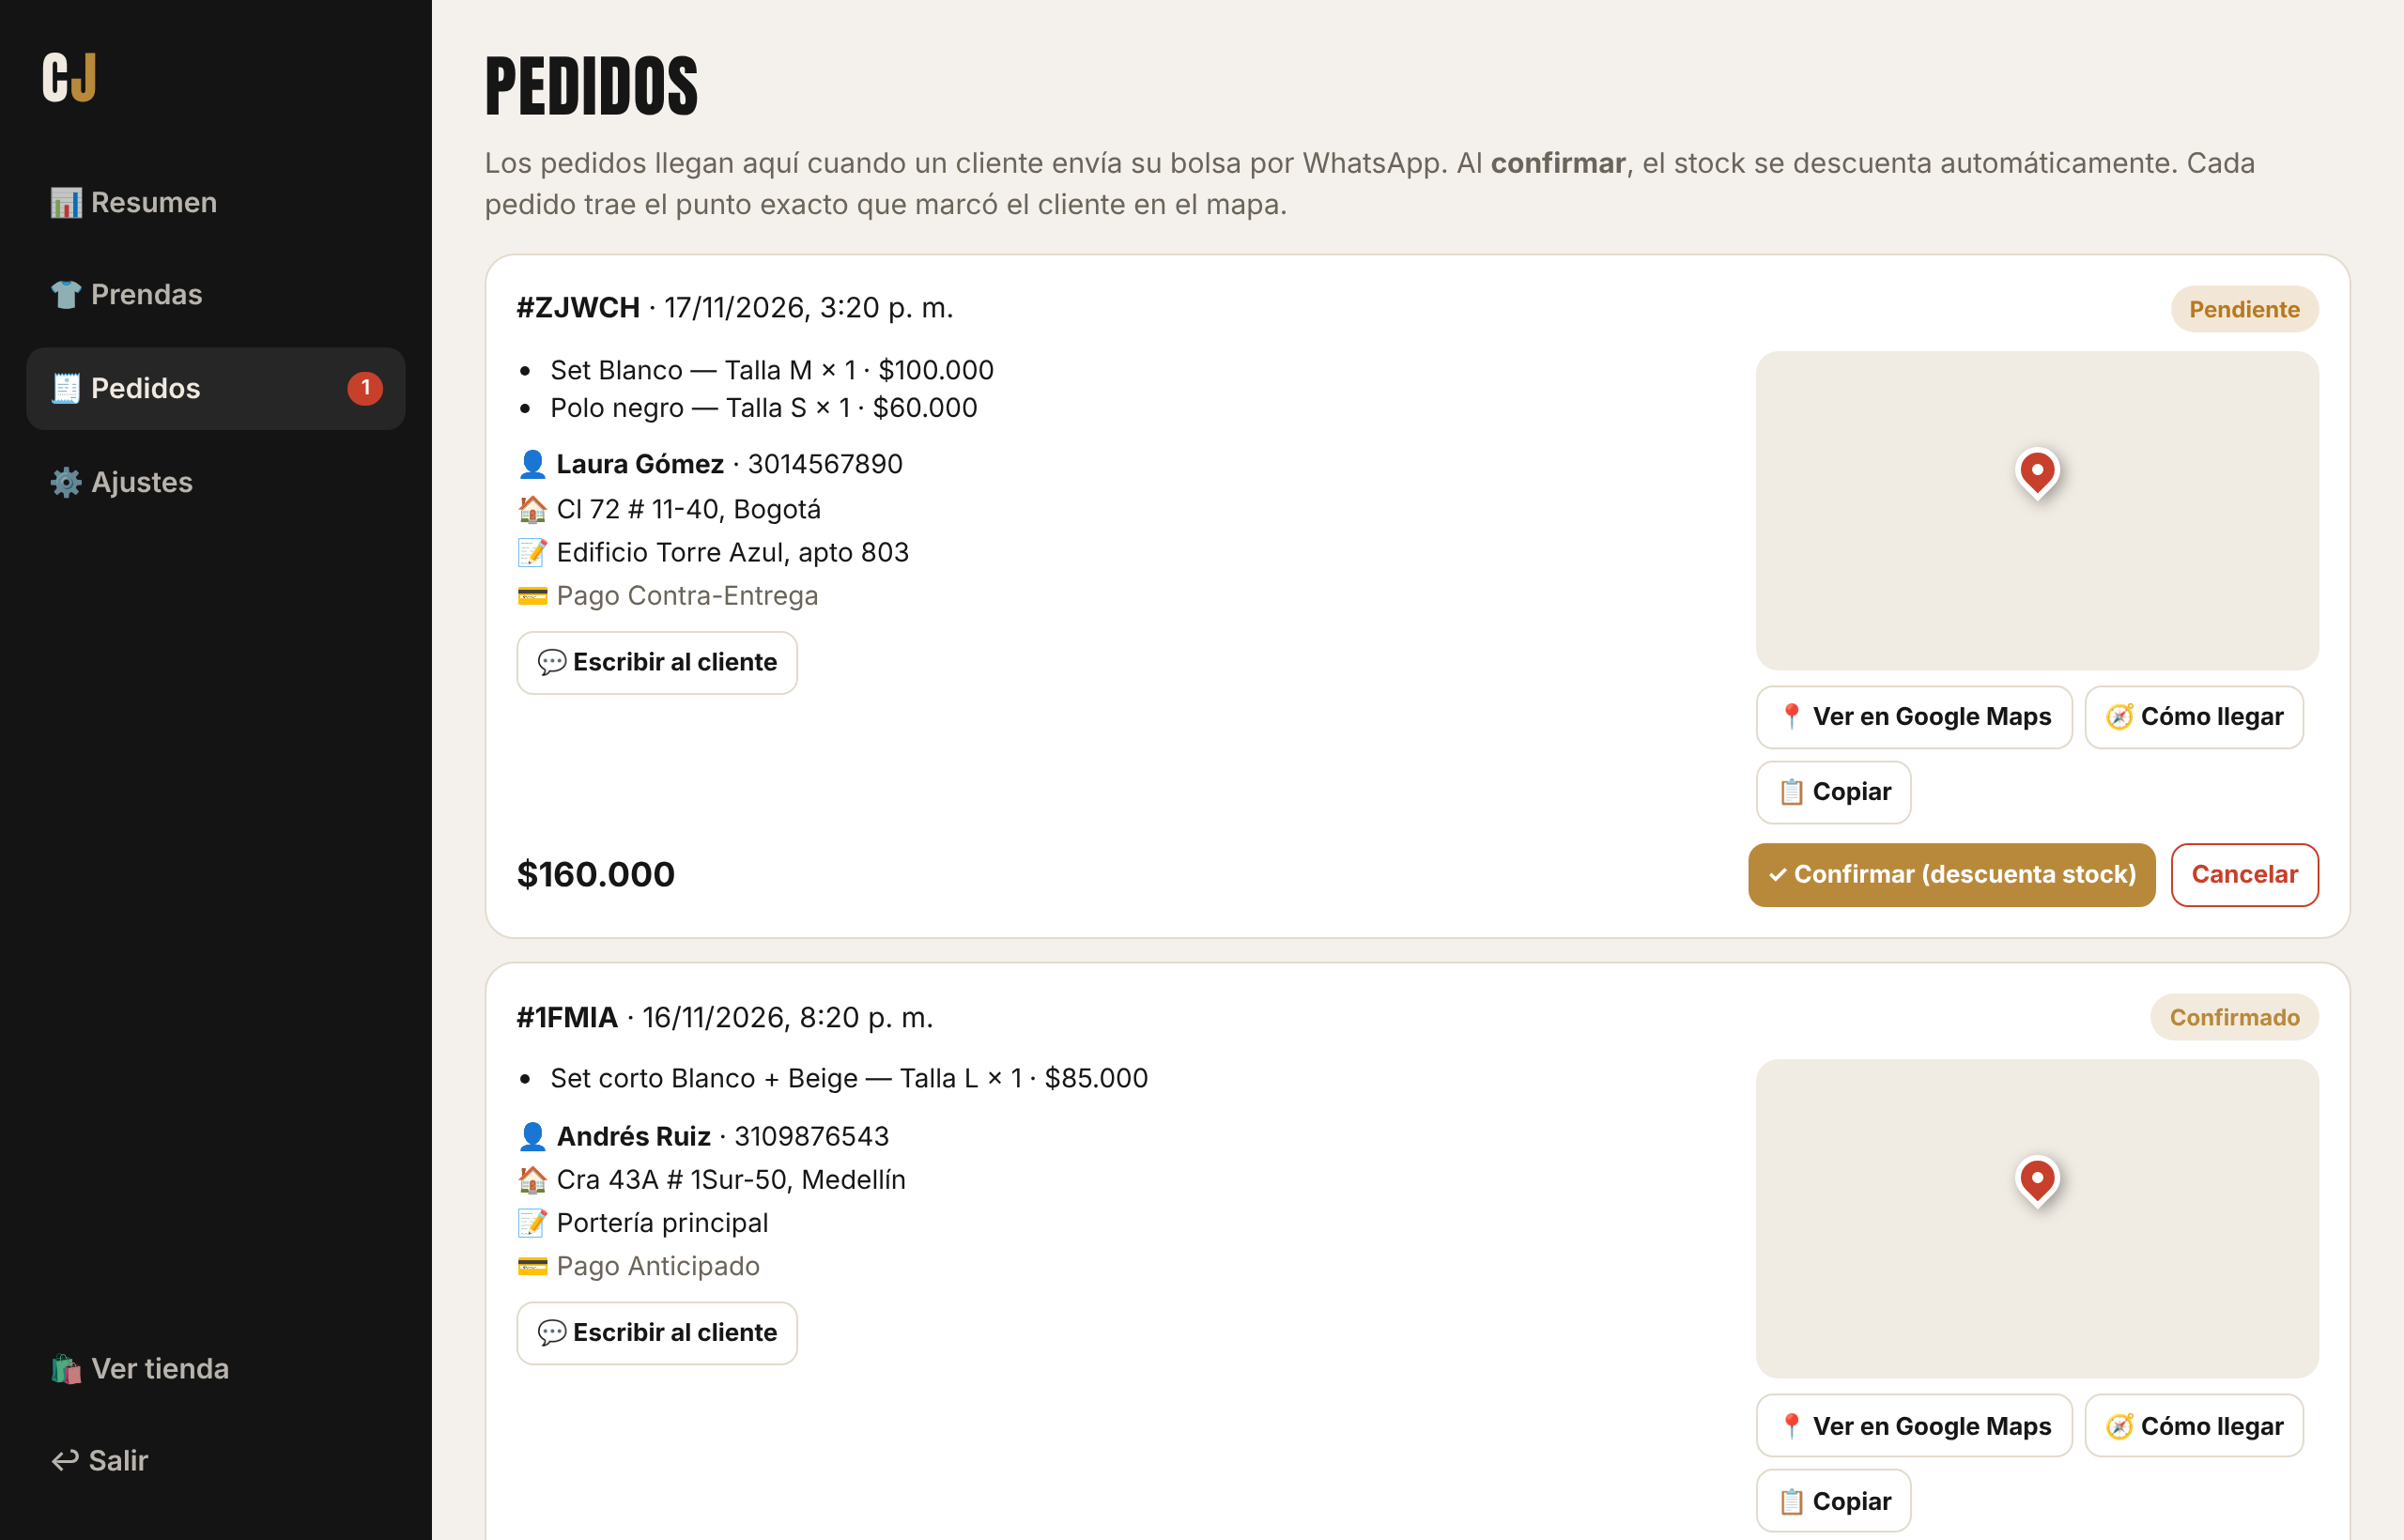 CJ
Resumen
Prendas
Pedidos 1
Ajustes
Ver tienda
Salir
PEDIDOS
Los pedidos llegan aquí cuando un cliente envía su bolsa por WhatsApp. Al confirmar, el stock se descuenta automáticamente. Cada
pedido trae el punto exacto que marcó el cliente en el mapa.
#ZJWCH · 17/11/2026, 3:20 p. m.
Pendiente
• Set Blanco — Talla M × 1 · $100.000
• Polo negro — Talla S × 1 · $60.000
Laura Gómez · 3014567890
Cl 72 # 11-40, Bogotá
Edificio Torre Azul, apto 803
Pago Contra-Entrega
Escribir al cliente
Ver en Google Maps
Cómo llegar
Copiar
$160.000
✓ Confirmar (descuenta stock)
Cancelar
#1FMIA · 16/11/2026, 8:20 p. m.
Confirmado
• Set corto Blanco + Beige — Talla L × 1 · $85.000
Andrés Ruiz · 3109876543
Cra 43A # 1Sur-50, Medellín
Portería principal
Pago Anticipado
Escribir al cliente
Ver en Google Maps
Cómo llegar
Copiar